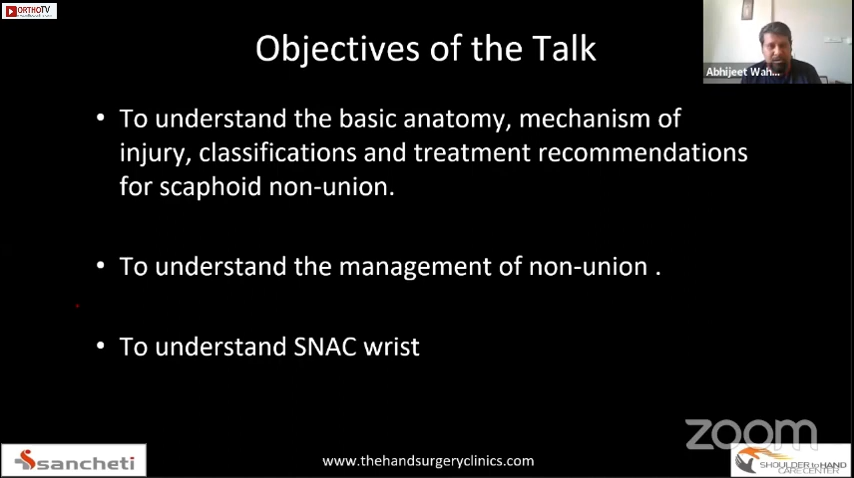 ORTHOTV
Objectives of the Talk
Abhijeet Wah...
• To understand the basic anatomy, mechanism of
injury, classifications and treatment recommendations
for scaphoid non-union.
• To understand the management of non-union .
• To understand SNAC wrist
zoom
sancheti
www.thehandsurgeryclinics.com
SHOULDER to HAND
CARE CENTER